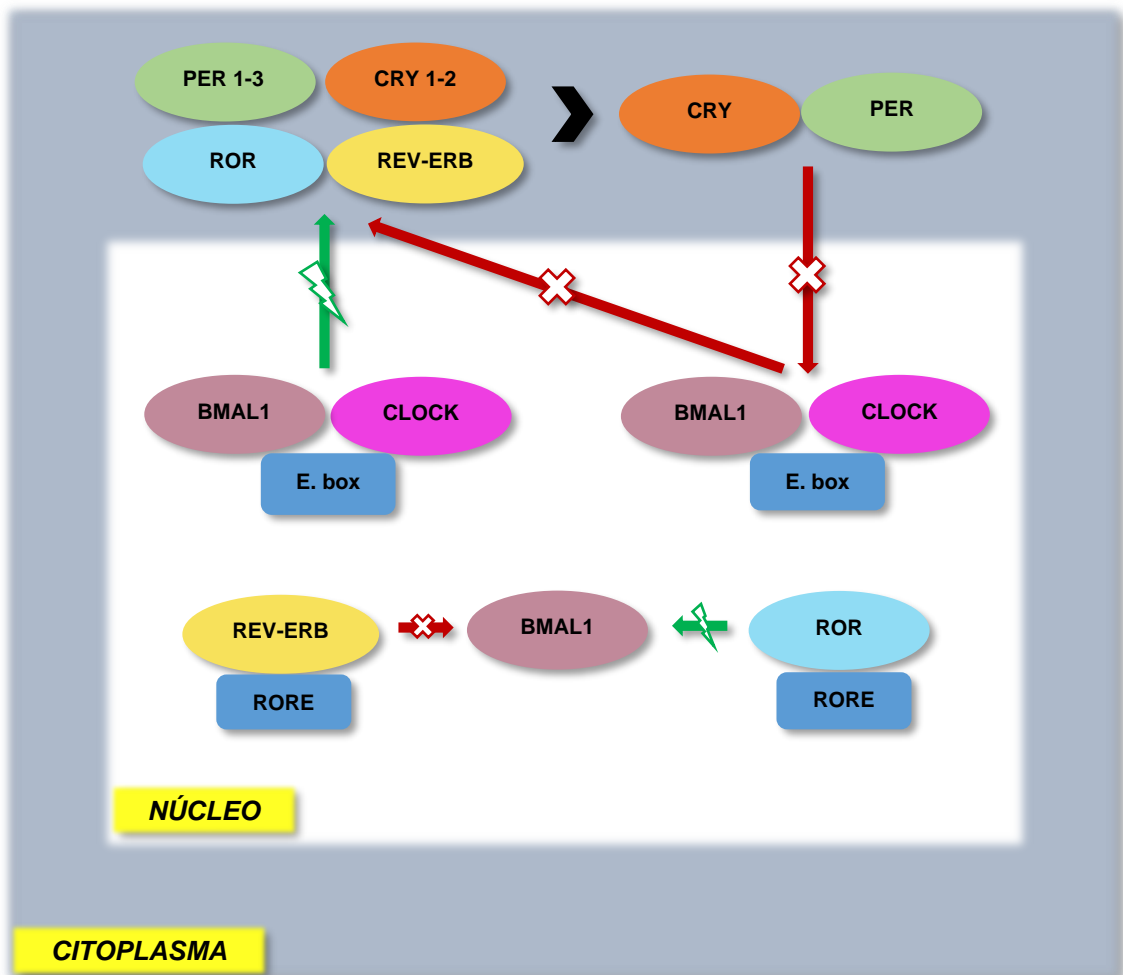 PER 1-3
CRY 1-2
ROR
REV-ERB
CRY
PER
BMAL1
CLOCK
E. box
BMAL1
CLOCK
E. box
REV-ERB
RORE
BMAL1
ROR
RORE
NÚCLEO
CITOPLASMA